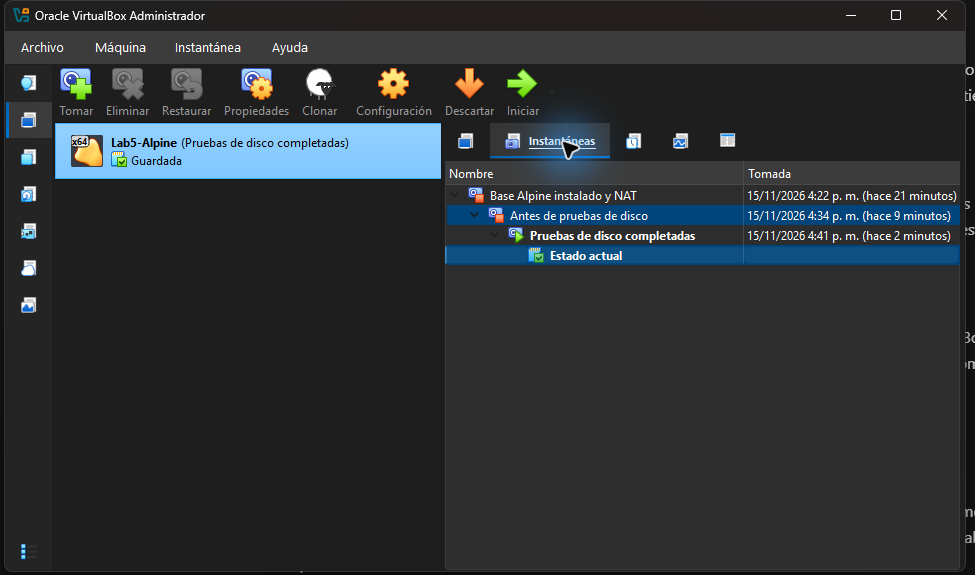 Oracle VirtualBox Administrador
Archivo Máquina Instantánea Ayuda
Tomar Eliminar Restaurar Propiedades Clonar Configuración Descartar Iniciar
x64 Lab5-Alpine (Pruebas de disco completadas)
Guardada
Instantáneas
Nombre Tomada
Base Alpine instalado y NAT 15/11/2026 4:22 p. m. (hace 21 minutos)
Antes de pruebas de disco 15/11/2026 4:34 p. m. (hace 9 minutos)
Pruebas de disco completadas 15/11/2026 4:41 p. m. (hace 2 minutos)
Estado actual